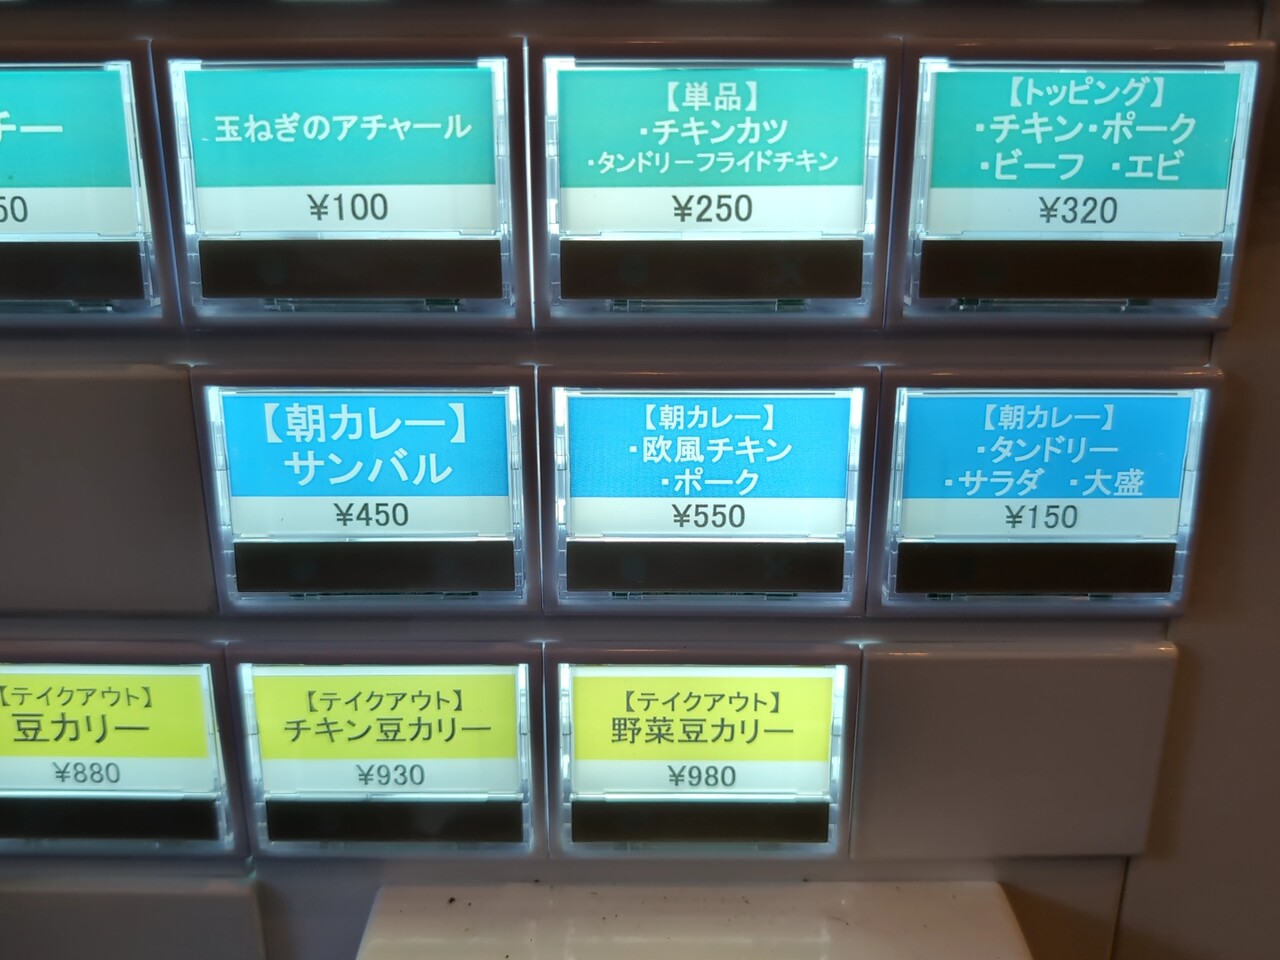 チー
50
玉ねぎのアチャール
¥100
【単品】
・チキンカツ
・タンドリーフライドチキン
¥250
【トッピング】
・チキン・ポーク
・ビーフ ・エビ
¥320
【朝カレー】
サンバル
¥450
【朝カレー】
・欧風チキン
・ポーク
¥550
【朝カレー】
・タンドリー
・サラダ ・大盛
¥150
【テイクアウト】
豆カリー
¥880
【テイクアウト】
チキン豆カリー
¥930
【テイクアウト】
野菜豆カリー
¥980